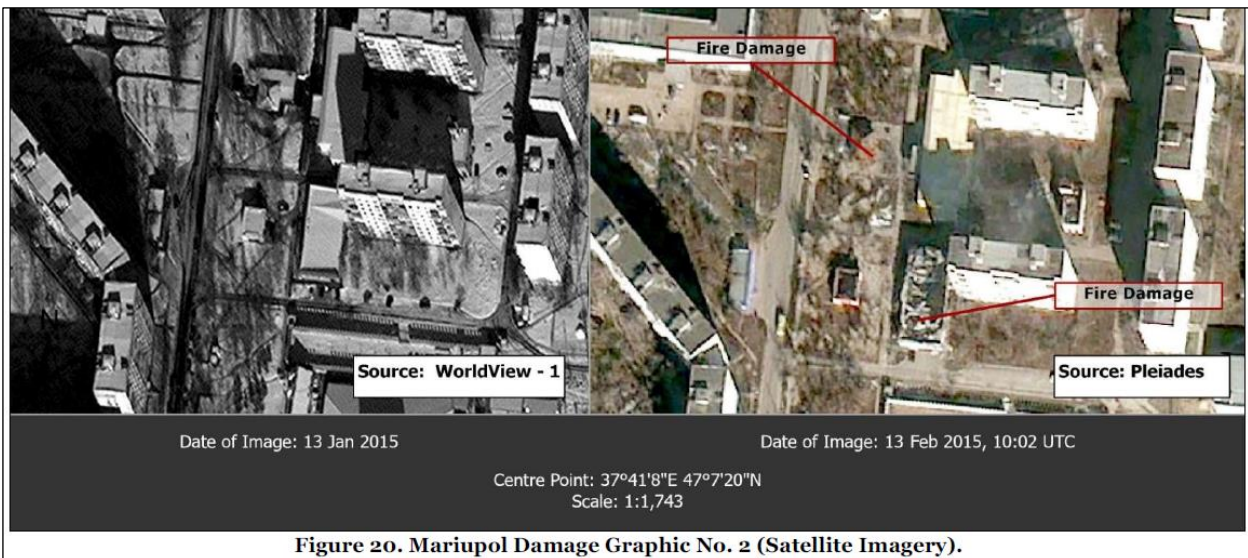 Fire Damage
Fire Damage
Source: WorldView - 1
Source: Pleiades
Date of Image: 13 Jan 2015
Date of Image: 13 Feb 2015, 10:02 UTC
Centre Point: 37°41'8"E 47°7'20"N
Scale: 1:1,743
Figure 20. Mariupol Damage Graphic No. 2 (Satellite Imagery).